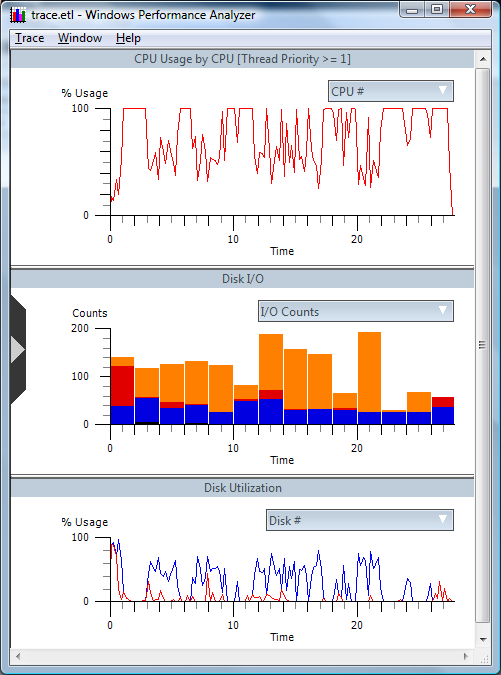 trace.etl - Windows Performance Analyzer
Trace Window Help
CPU Usage by CPU [Thread Priority >= 1]
CPU #
% Usage
100
0
0 10 20
Time
Disk I/O
I/O Counts
Counts
200
100
0
0 10 20
Time
Disk Utilization
Disk #
% Usage
100
0
0 10 20
Time